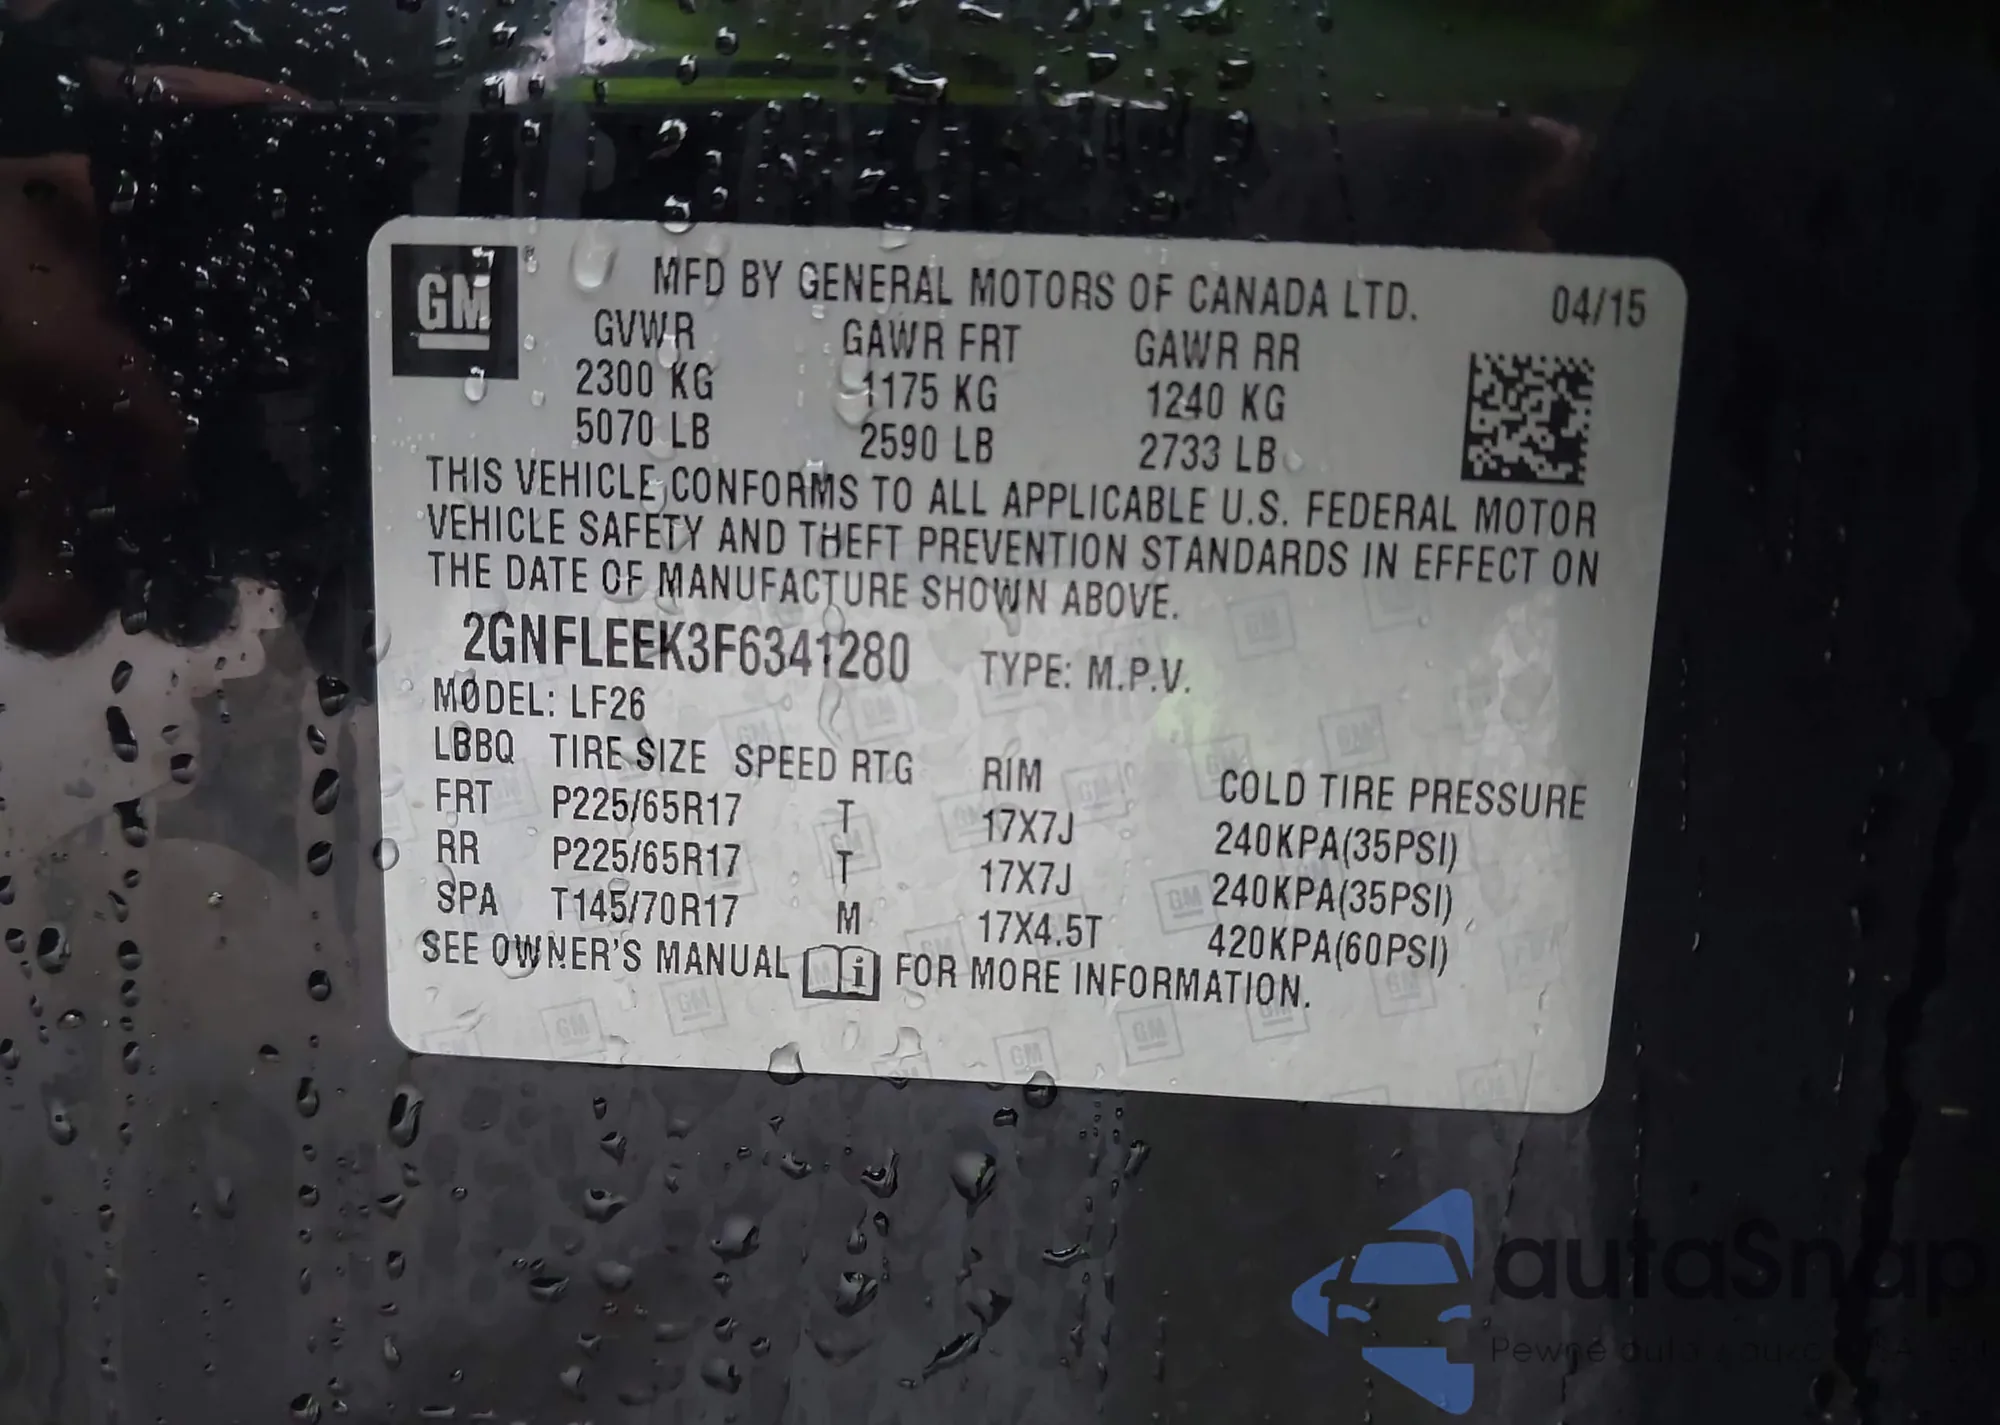 GM
MFD BY GENERAL MOTORS OF CANADA LTD. 04/15
GVWR GAWR FRT GAWR RR
2300 KG 1175 KG 1240 KG
5070 LB 2590 LB 2733 LB
THIS VEHICLE CONFORMS TO ALL APPLICABLE U.S. FEDERAL MOTOR
VEHICLE SAFETY AND THEFT PREVENTION STANDARDS IN EFFECT ON
THE DATE OF MANUFACTURE SHOWN ABOVE.
2GNFLEEK3F6341280 TYPE: M.P.V.
MODEL: LF26
LBBQ TIRE SIZE SPEED RTG RIM COLD TIRE PRESSURE
FRT P225/65R17 T 17X7J 240KPA(35PSI)
RR P225/65R17 T 17X7J 240KPA(35PSI)
SPA T145/70R17 M 17X4.5T 420KPA(60PSI)
SEE OWNER'S MANUAL i FOR MORE INFORMATION.
autaSnap
Pewne auta z